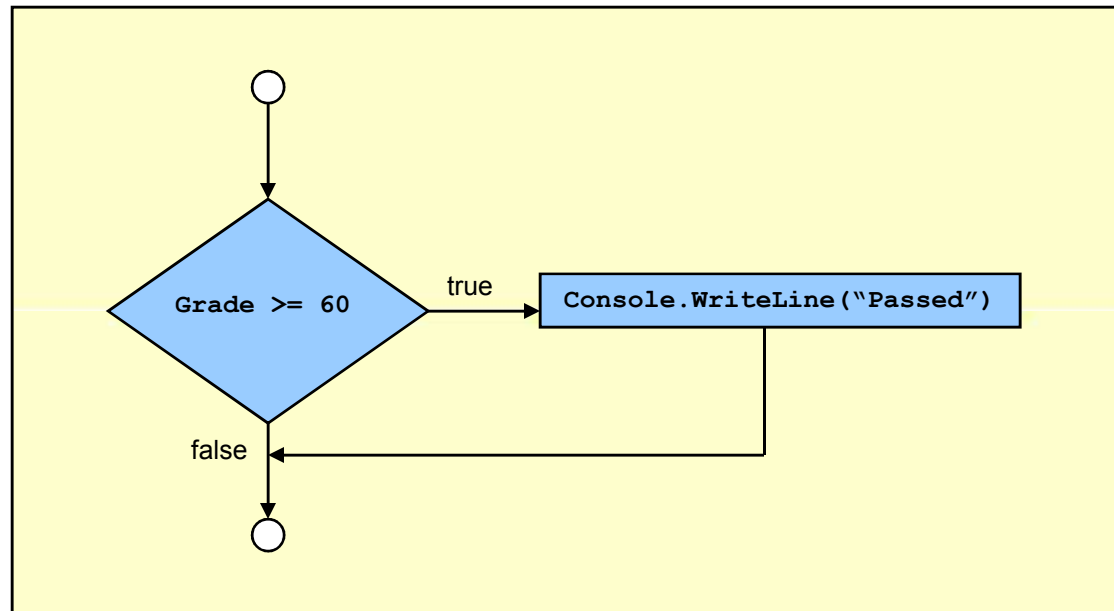 Grade >= 60
true
Console.WriteLine(“Passed”)
false